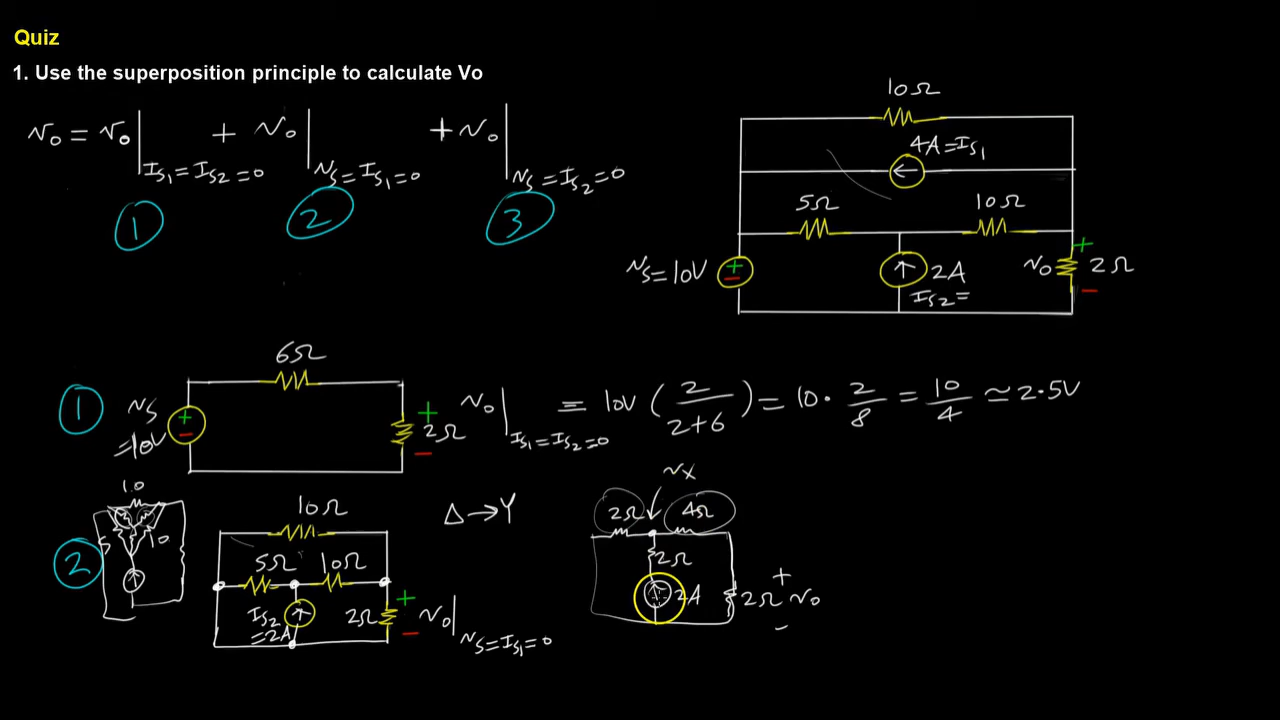 Quiz
1. Use the superposition principle to calculate Vo
vo = vo | Is1=Is2=0 + vo | vs=Is1=0 + vo | vs=Is2=0
1 2 3
10Ω
4A=Is1
5Ω 10Ω
vs=10V + - 2A Is2= vo + - 2Ω
6Ω
1 vs =10V + - + - 2Ω vo | Is1=Is2=0 = 10V ( 2 / 2+6 ) = 10 · 2/8 = 10/4 ≃ 2.5V
10
5 10
2
10Ω
5Ω 10Ω
Is2 =2A 2Ω + - vo | vs=Is1=0
Δ→Y
vx
2Ω 4Ω
2Ω
2A 2Ω + vo -